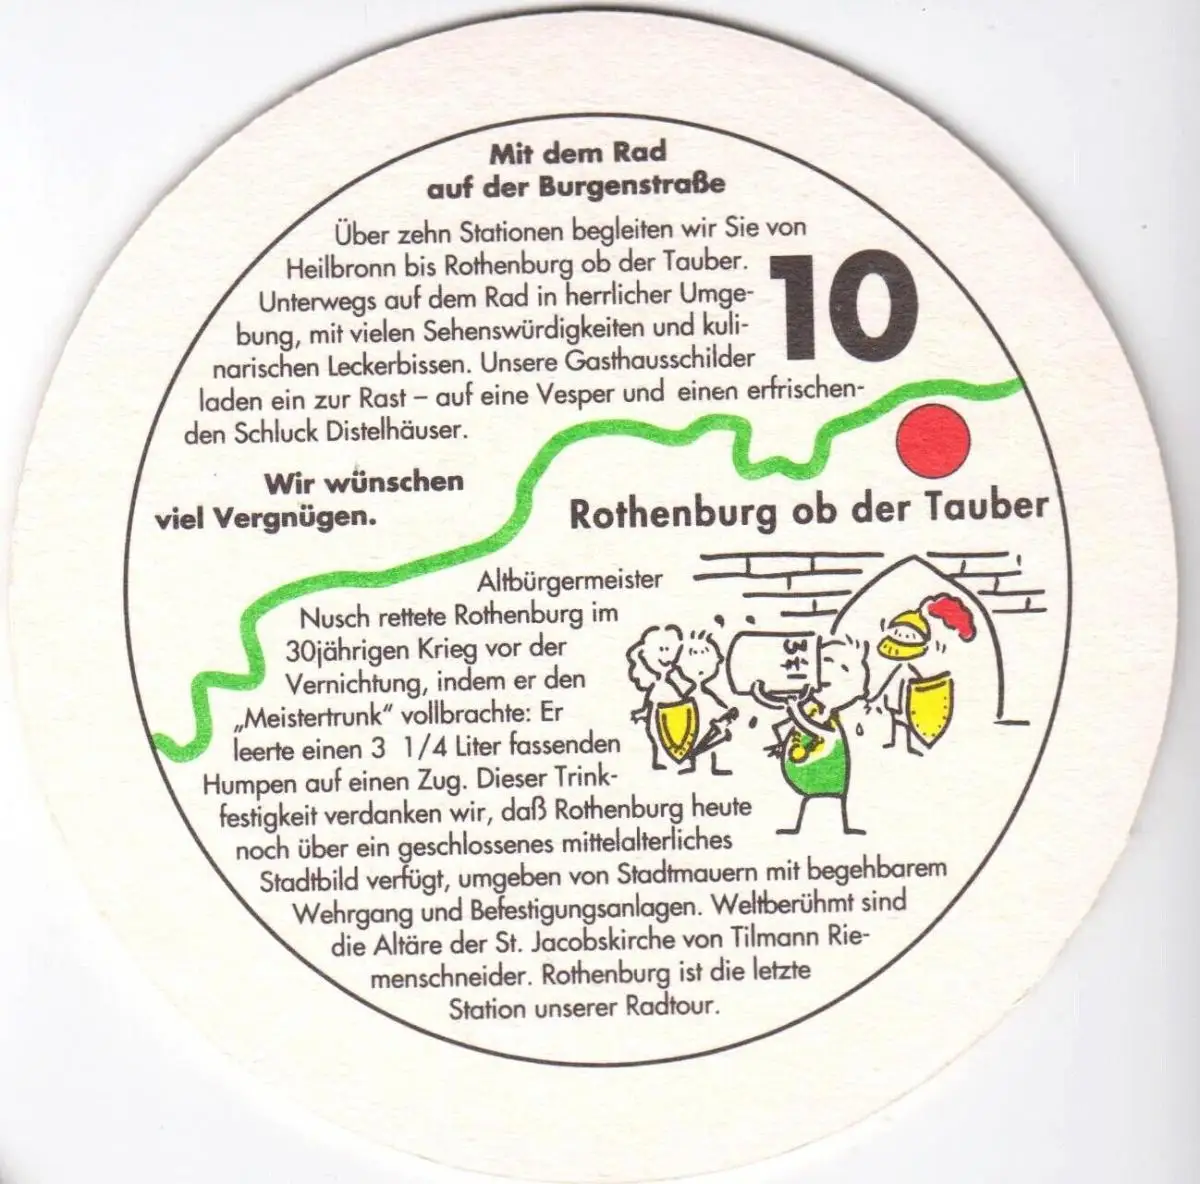 Mit dem Rad
auf der Burgenstraße
Über zehn Stationen begleiten wir Sie von
Heilbronn bis Rothenburg ob der Tauber.
Unterwegs auf dem Rad in herrlicher Umge-
bung, mit vielen Sehenswürdigkeiten und kuli-
narischen Leckerbissen. Unsere Gasthausschilder
laden ein zur Rast – auf eine Vesper und einen erfrischen-
den Schluck Distelhäuser.
10
Wir wünschen
viel Vergnügen.
Rothenburg ob der Tauber
Altbürgermeister
Nusch rettete Rothenburg im
30jährigen Krieg vor der
Vernichtung, indem er den
„Meistertrunk“ vollbrachte: Er
leerte einen 3 1/4 Liter fassenden
Humpen auf einen Zug. Dieser Trink-
festigkeit verdanken wir, daß Rothenburg heute
noch über ein geschlossenes mittelalterliches
Stadtbild verfügt, umgeben von Stadtmauern mit begehbarem
Wehrgang und Befestigungsanlagen. Weltberühmt sind
die Altäre der St. Jacobskirche von Tilmann Rie-
menschneider. Rothenburg ist die letzte
Station unserer Radtour.